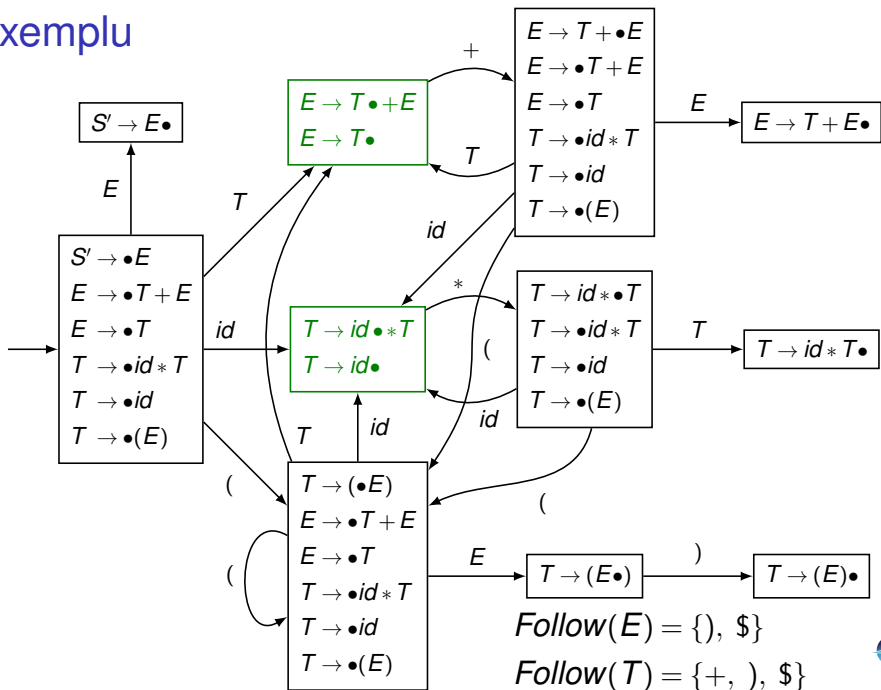 xemplu
S′ → E•
E
S′ → •E
E → •T + E
E → •T
T → •id * T
T → •id
T → •(E)
T
id
(
E → T • +E
E → T•
+
T
E → T + •E
E → •T + E
E → •T
T → •id * T
T → •id
T → •(E)
E
E → T + E•
id
(
T → id • *T
T → id•
*
id
T → id * •T
T → •id * T
T → •id
T → •(E)
T
T → id * T•
(
T
id
T → (•E)
E → •T + E
E → •T
T → •id * T
T → •id
T → •(E)
(
E
T → (E•)
)
T → (E)•
Follow(E) = {), $}
Follow(T) = {+, ), $}